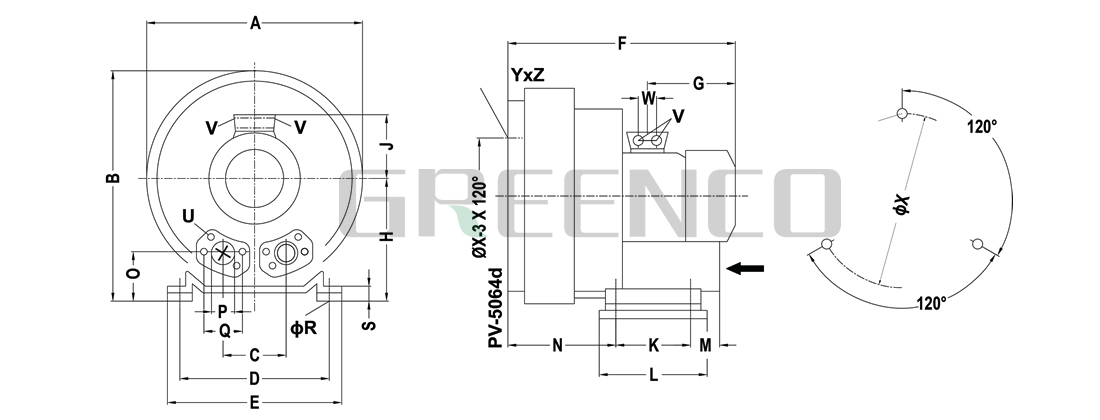 A
B
V
V
J
H
U
O
P
Q
C
D
E
ϕR
S
F
YxZ
G
W
V
ØX-3 X 120°
PV-5064d
N
K
M
L
GREENCO
120°
ϕX
120°